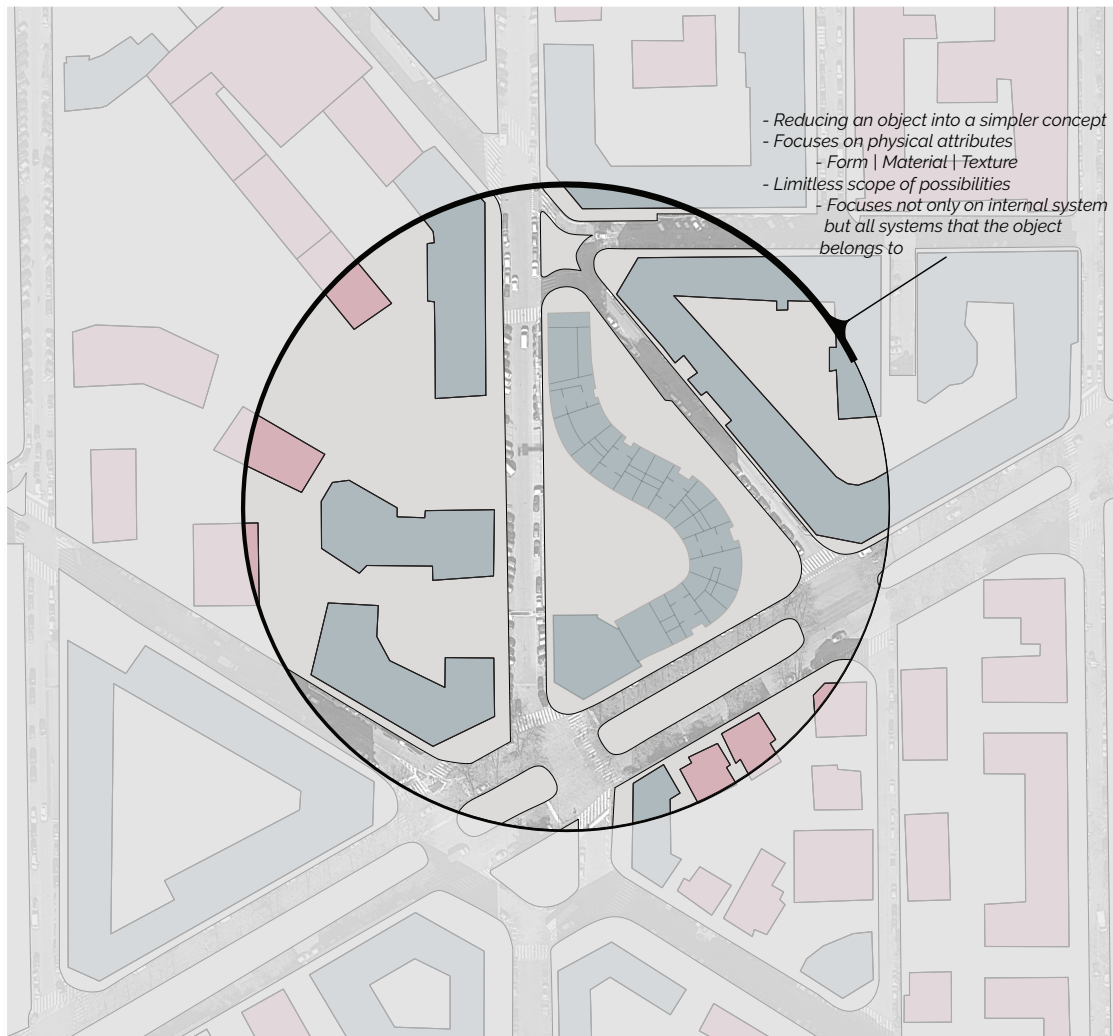 - Reducing an object into a simpler concept
- Focuses on physical attributes
- Form | Material | Texture
- Limitless scope of possibilities
- Focuses not only on internal system
but all systems that the object
belongs to